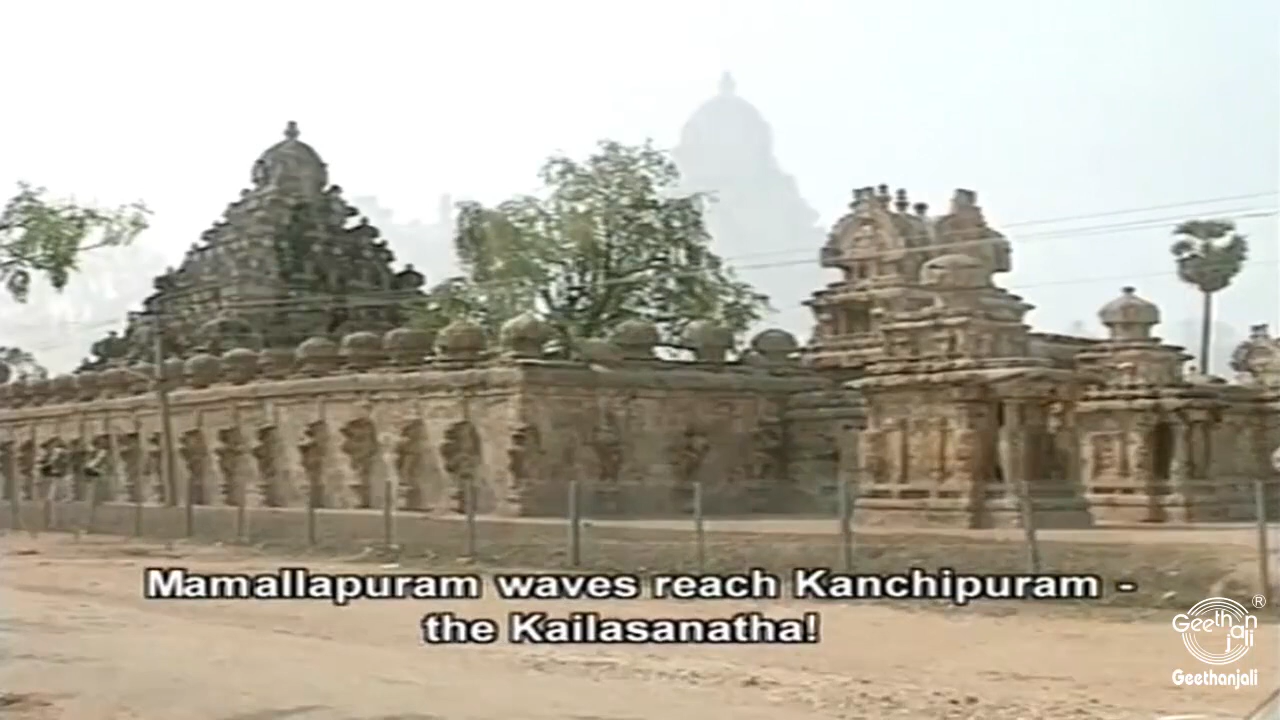 Mamallapuram waves reach Kanchipuram -
the Kailasanatha!
Geethanjali
®
Geethanjali